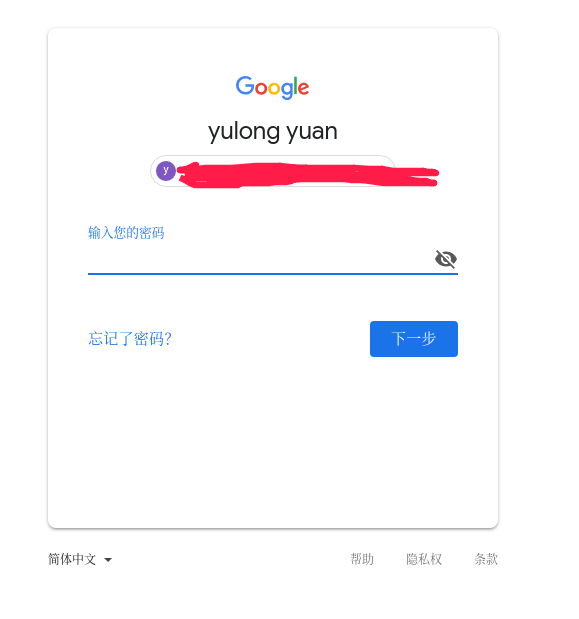 Google
yulong yuan
y
输入您的密码
忘记了密码?
下一步
简体中文
帮助 隐私权 条款